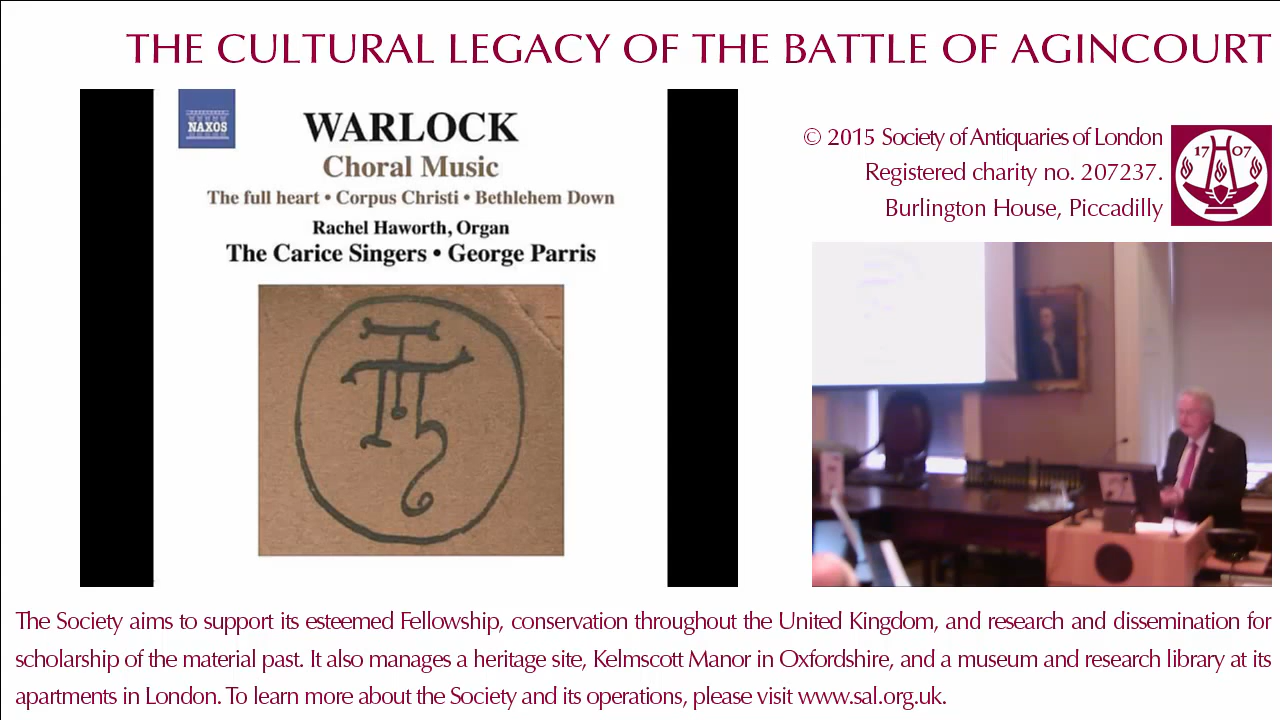 THE CULTURAL LEGACY OF THE BATTLE OF AGINCOURT
NAXOS
WARLOCK
Choral Music
The full heart • Corpus Christi • Bethlehem Down
Rachel Haworth, Organ
The Carice Singers • George Parris
© 2015 Society of Antiquaries of London
Registered charity no. 207237.
Burlington House, Piccadilly
17 07
The Society aims to support its esteemed Fellowship, conservation throughout the United Kingdom, and research and dissemination for
scholarship of the material past. It also manages a heritage site, Kelmscott Manor in Oxfordshire, and a museum and research library at its
apartments in London. To learn more about the Society and its operations, please visit www.sal.org.uk.